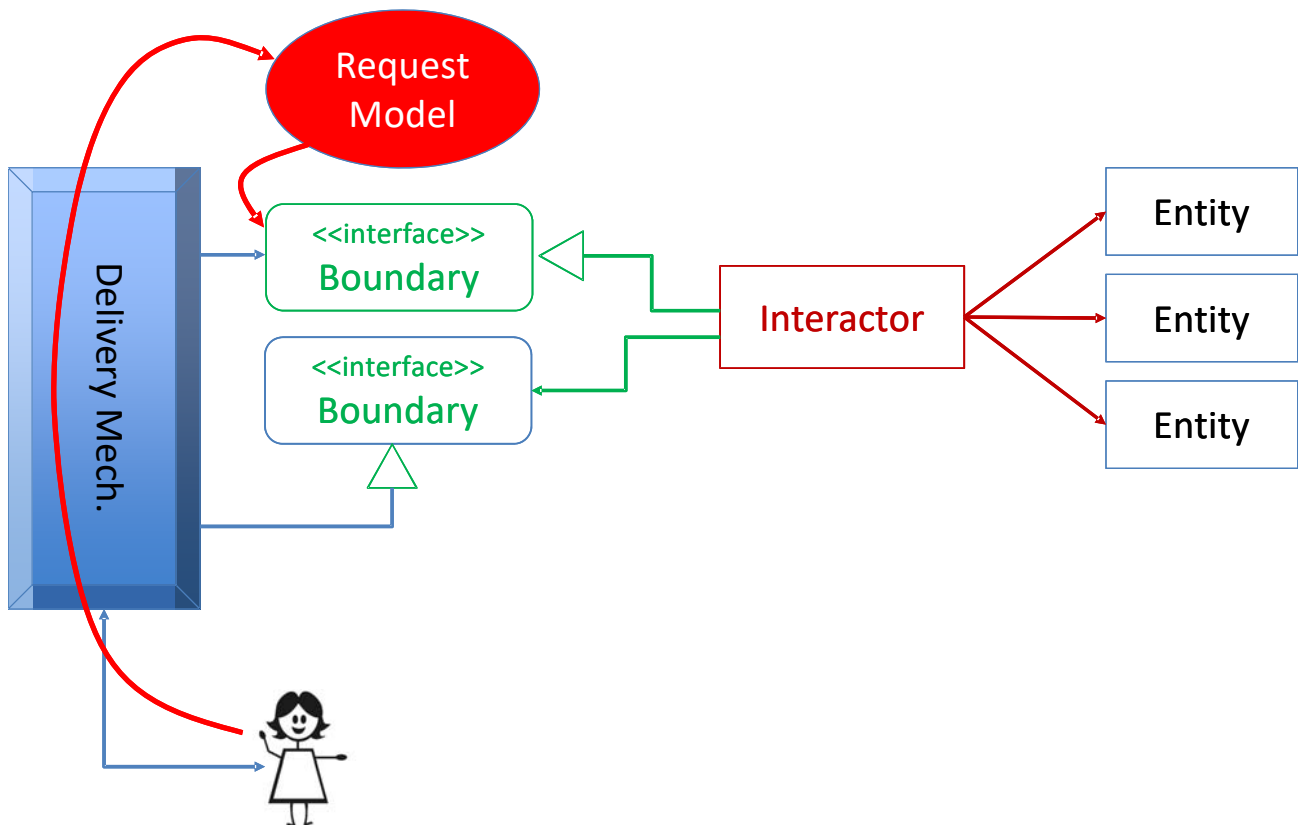 Request
Model
Delivery Mech.
<<interface>>
Boundary
<<interface>>
Boundary
Interactor
Entity
Entity
Entity